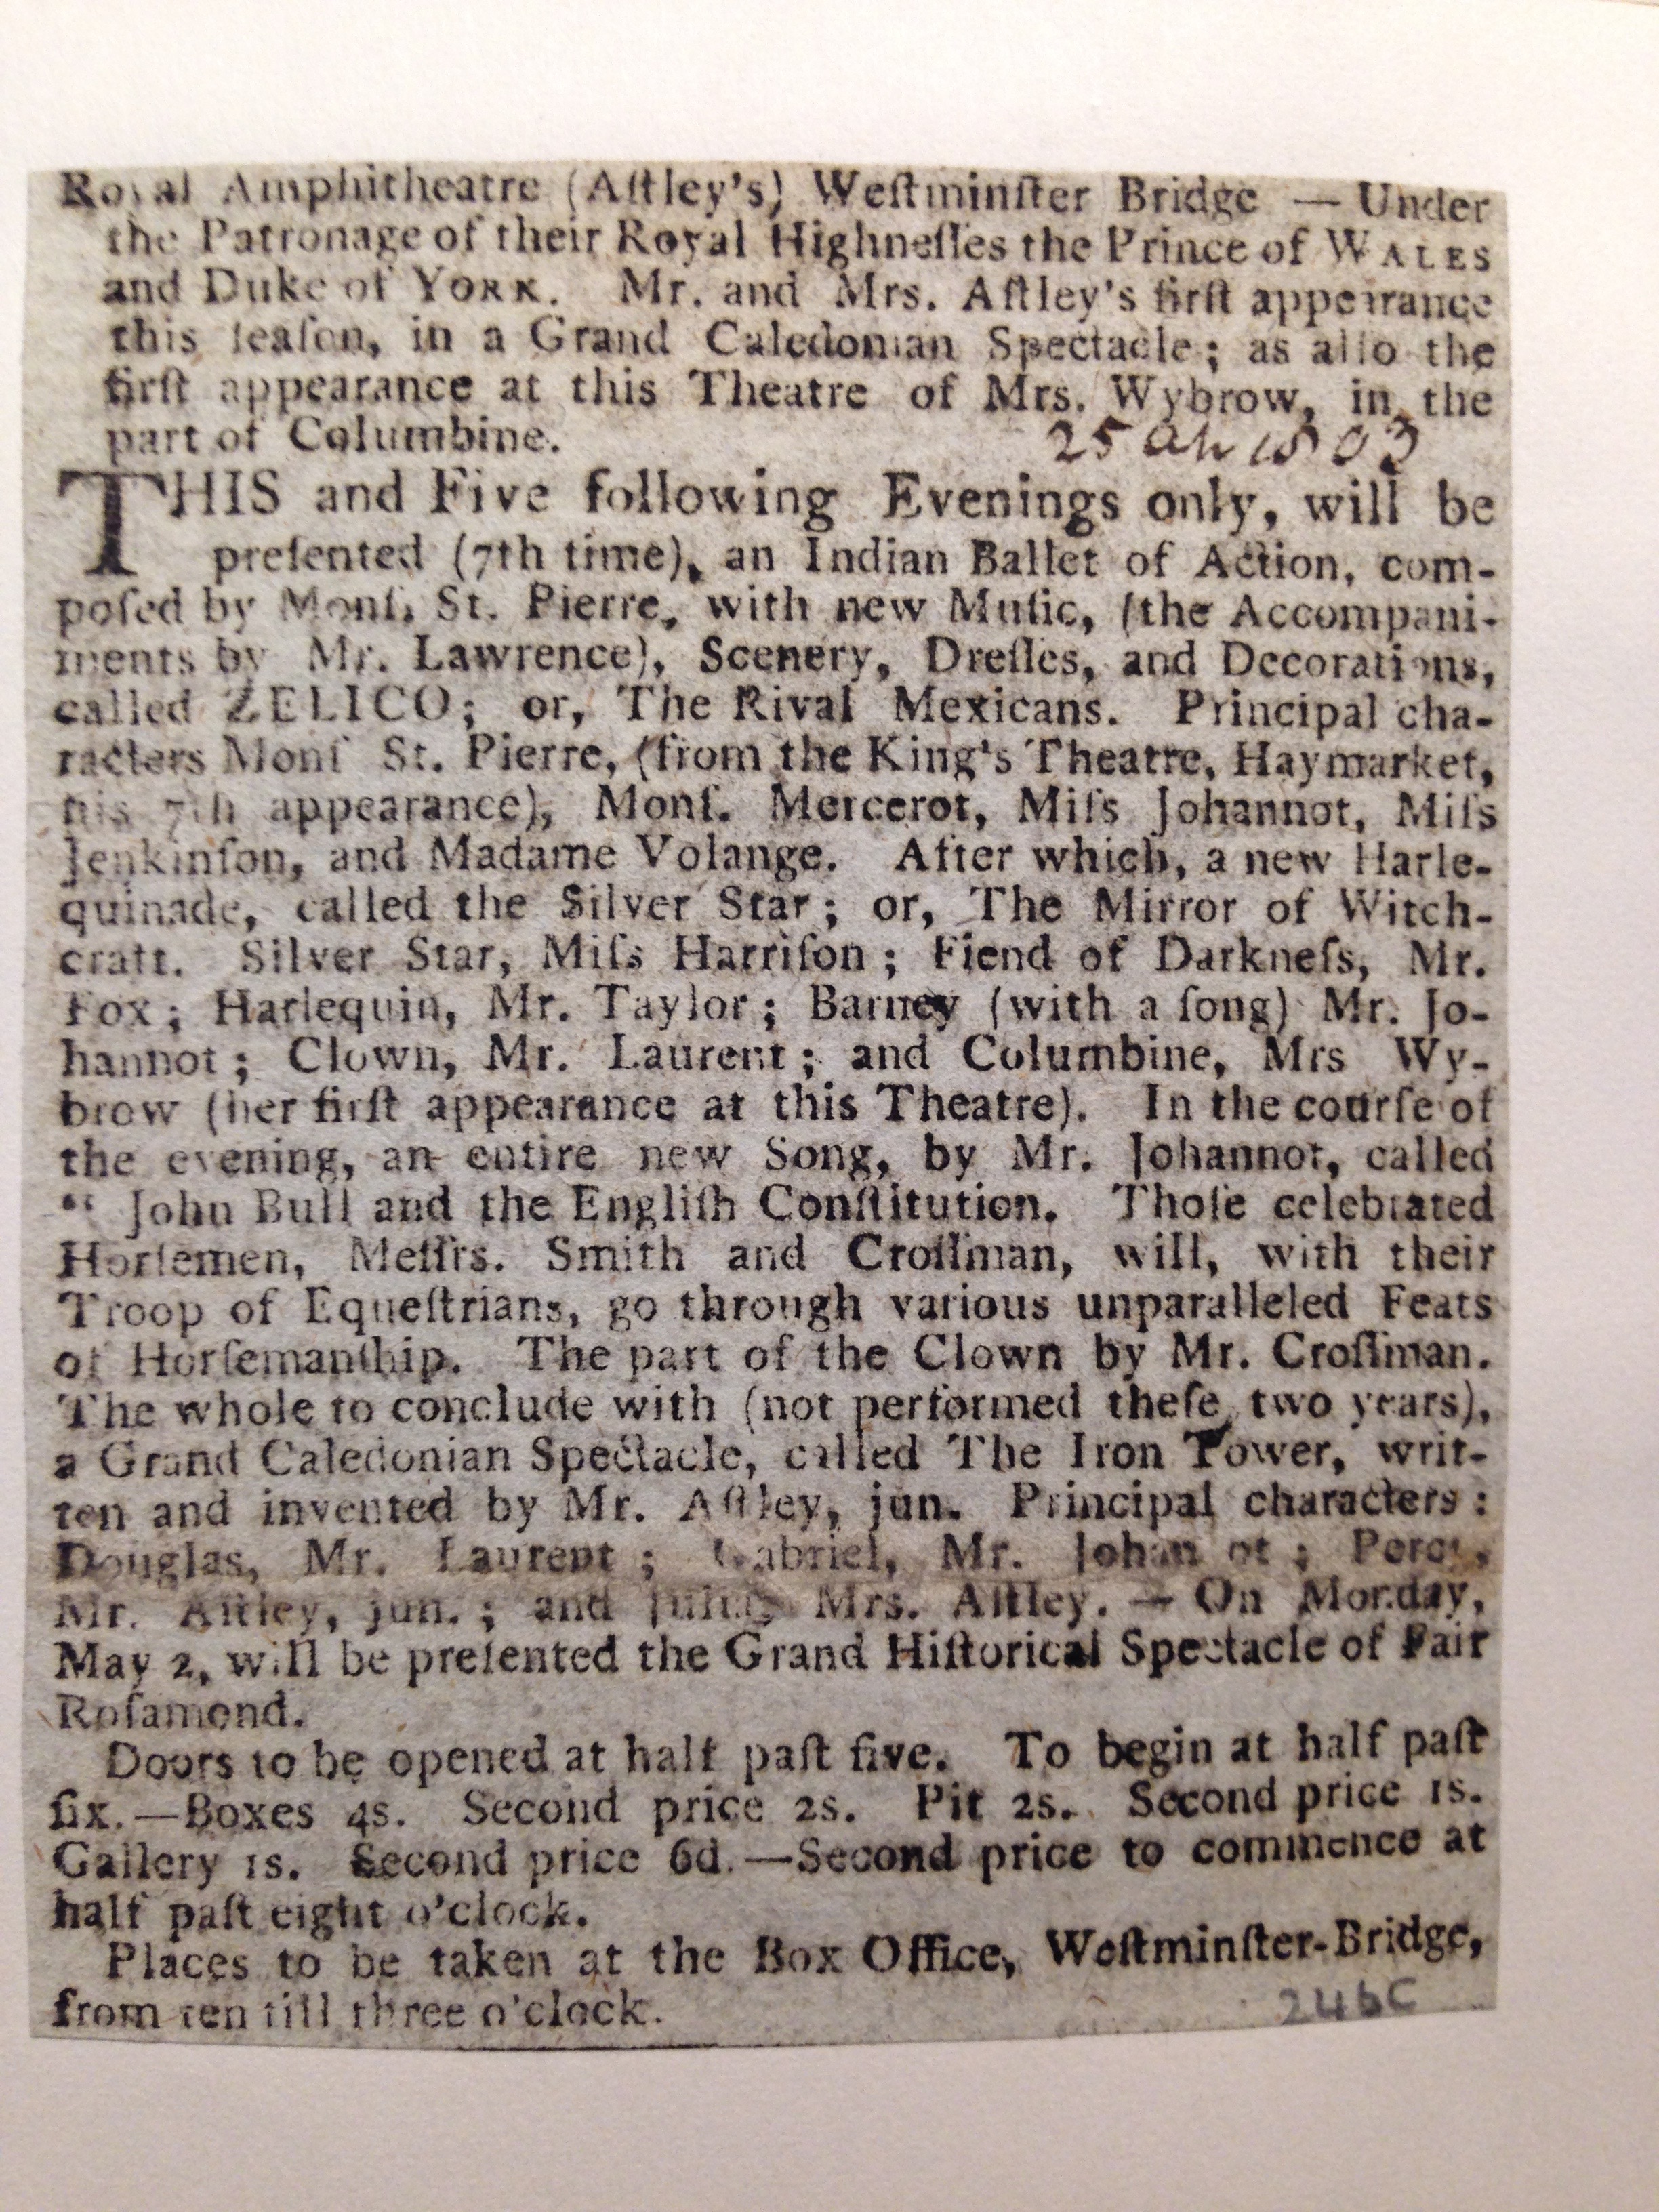 Royal Amphitheatre (Aſtley's) Weſtminſter Bridge — Under
the Patronage of their Royal Highneſſes the Prince of WALES
and Duke of YORK. Mr. and Mrs. Aſtley's firſt appearance
this ſeaſon, in a Grand Caledonian Spectacle; as alſo the
firſt appearance at this Theatre of Mrs. Wybrow, in the
part of Columbine.
25 1803
THIS and Five following Evenings only, will be
preſented (7th time), an Indian Ballet of Action, com-
poſed by Monſ. St. Pierre, with new Muſic, (the Accompani-
ments by Mr. Lawrence), Scenery, Dreſſes, and Decorations,
called ZELICO; or, The Rival Mexicans. Principal cha-
racters Monſ St. Pierre, (from the King's Theatre, Haymarket,
his 7th appearance), Monſ. Mercerot, Miſs Johannot, Miſs
Jenkinſon, and Madame Volange. After which, a new Harle-
quinade, called the Silver Star; or, The Mirror of Witch-
craft. Silver Star, Miſs Harriſon; Fiend of Darkneſs, Mr.
Fox; Harlequin, Mr. Taylor; Barney (with a ſong) Mr. Jo-
hannot; Clown, Mr. Laurent; and Columbine, Mrs Wy-
brow (her firſt appearance at this Theatre). In the courſe of
the evening, an entire new Song, by Mr. Johannot, called
“ John Bull and the Engliſh Conſtitution. Thoſe celebrated
Horſemen, Meſſrs. Smith and Croſſman, will, with their
Troop of Equeſtrians, go through various unparalleled Feats
of Horſemanſhip. The part of the Clown by Mr. Croſſman.
The whole to conclude with (not performed theſe two years),
a Grand Caledonian Spectacle, called The Iron Tower, writ-
ten and invented by Mr. Aſtley, jun. Principal characters:
Douglas, Mr. Laurent; Gabriel, Mr. Johannot; Percy,
Mr. Aſtley, jun.; and Mrs. Aſtley. — On Monday,
May 2, will be preſented the Grand Hiſtorical Spectacle of Fair
Roſamond.
Doors to be opened at half paſt five. To begin at half paſt
ſix.—Boxes 4s. Second price 2s. Pit 2s. Second price 1s.
Gallery 1s. Second price 6d.—Second price to commence at
half paſt eight o'clock.
Places to be taken at the Box Office, Weſtminſter-Bridge,
from ten till three o'clock.
246C